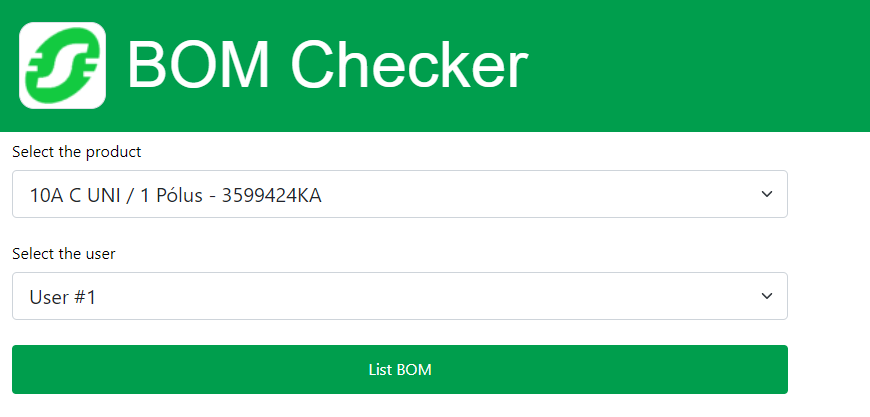 BOM Checker
Select the product
10A C UNI / 1 Pólus - 3599424KA
Select the user
User #1
List BOM